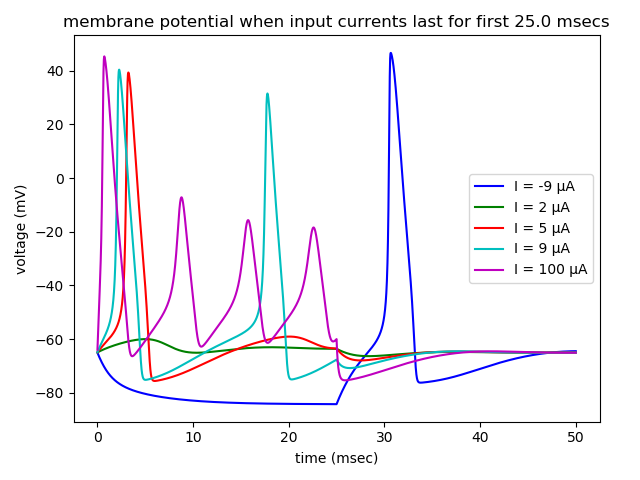 membrane potential when input currents last for first 25.0 msecs
voltage (mV)
40
20
0
−20
−40
−60
−80
I = -9 μA
I = 2 μA
I = 5 μA
I = 9 μA
I = 100 μA
0 10 20 30 40 50
time (msec)